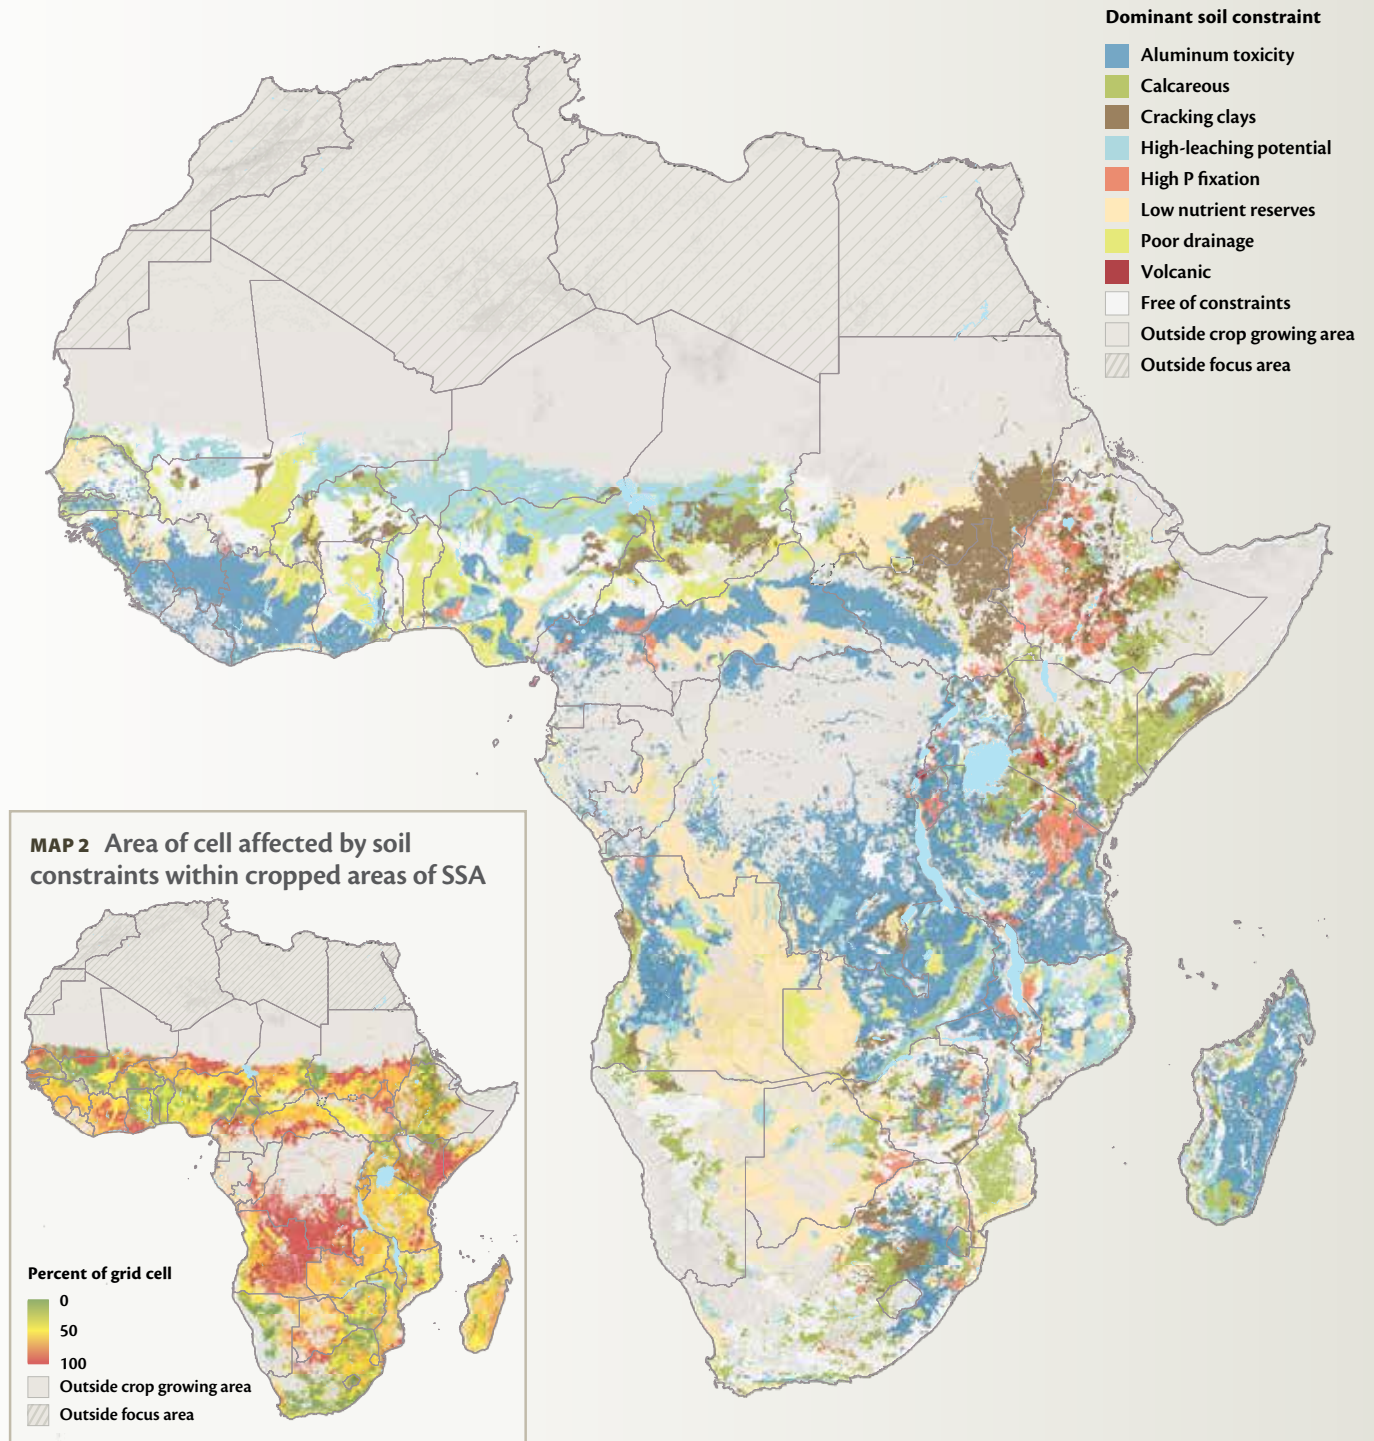 Dominant soil constraint
Aluminum toxicity
Calcareous
Cracking clays
High-leaching potential
High P fixation
Low nutrient reserves
Poor drainage
Volcanic
Free of constraints
Outside crop growing area
Outside focus area
MAP 2 Area of cell affected by soil
constraints within cropped areas of SSA
Percent of grid cell
0
50
100
Outside crop growing area
Outside focus area